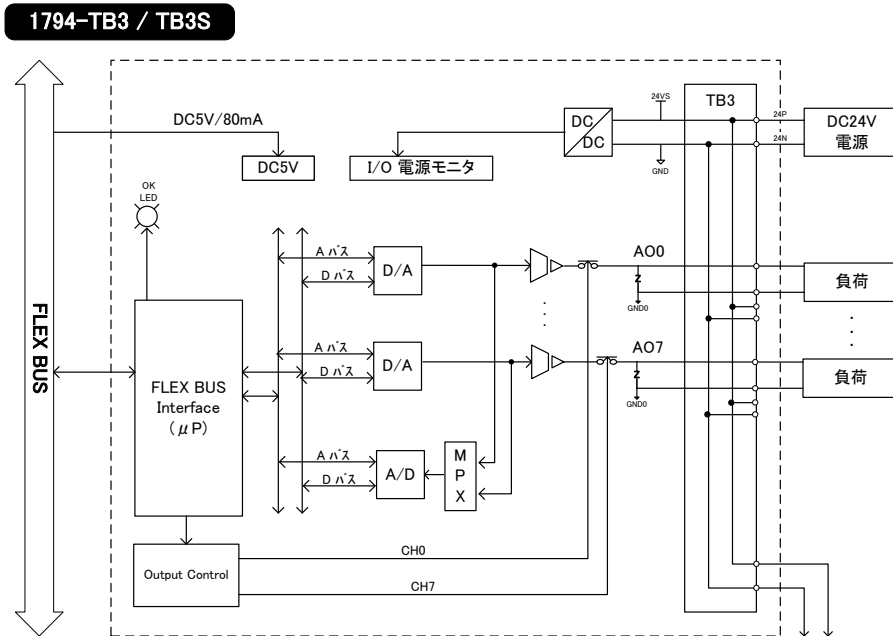 1794-TB3 / TB3S
DC5V/80mA
DC5V
I/O 電源モニタ
DC
DC
24VS
GND
TB3
24P
24N
DC24V
電源
OK
LED
FLEX BUS
A バス
D バス
D/A
AO0
Z
GND0
負荷
A バス
D バス
D/A
AO7
Z
GND0
負荷
FLEX BUS
Interface
(μP)
A バス
D バス
A/D
M
P
X
Output Control
CH0
CH7